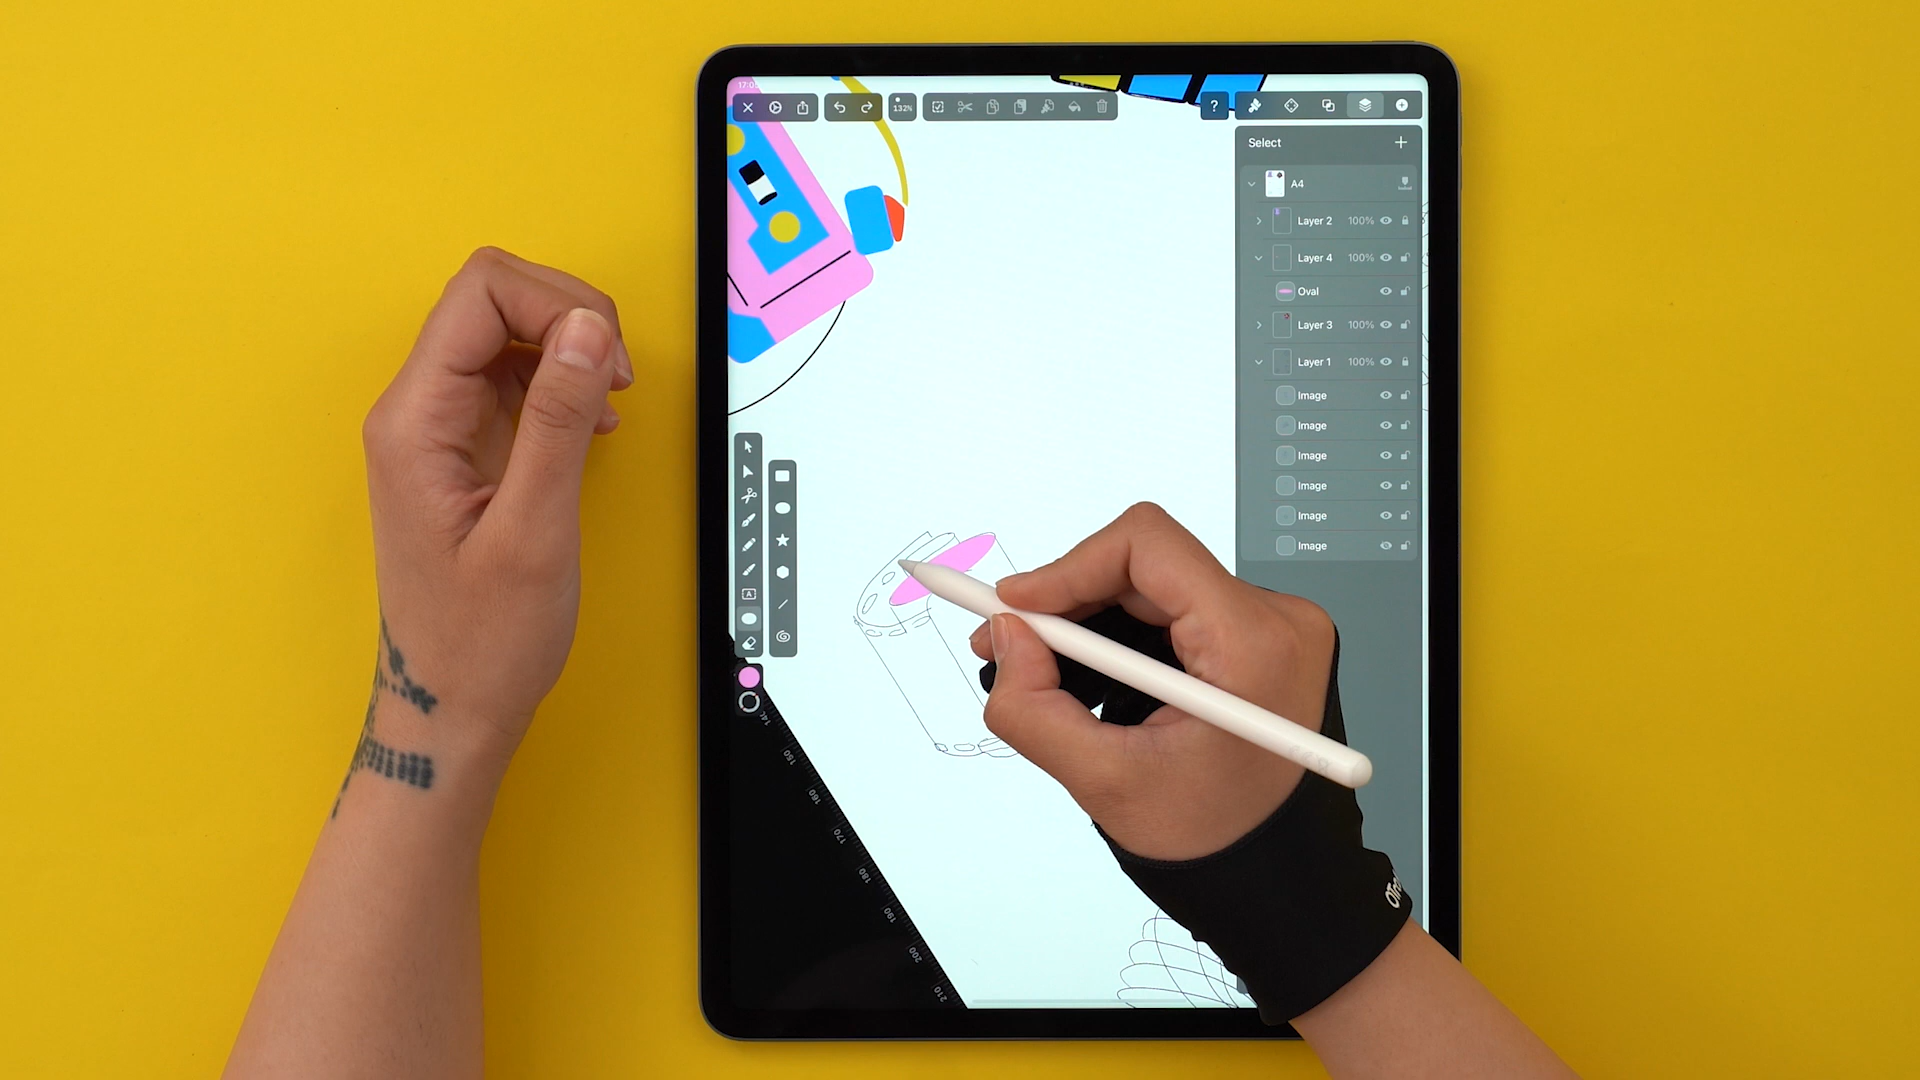 132%
?
Select
A4
Layer 2 100%
Layer 4 100%
Oval
Layer 3 100%
Layer 1 100%
Image
Image
Image
Image
Image
Image
A
150
160
170
180
190
200
210